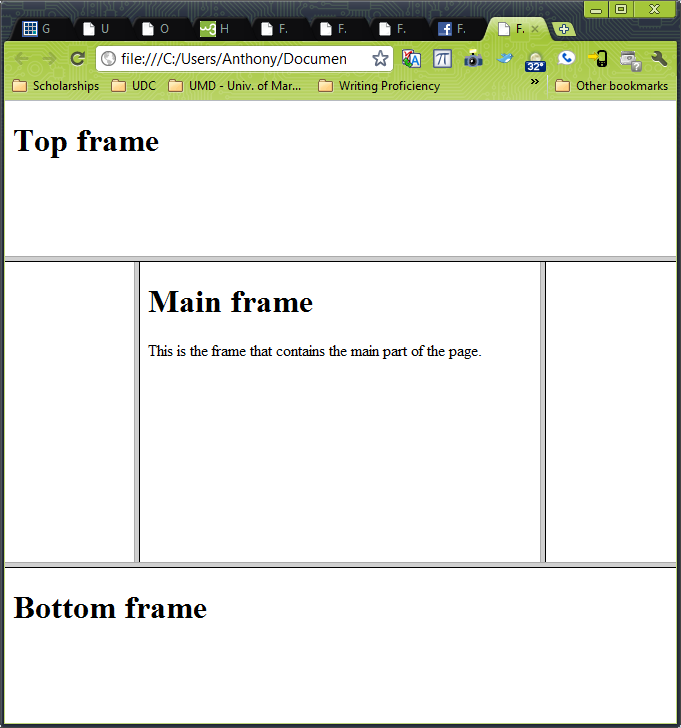 G U O H F. F. F. F. F.
file:///C:/Users/Anthony/Documen
32°
Scholarships UDC UMD - Univ. of Mar... Writing Proficiency » Other bookmarks
Top frame
Main frame
This is the frame that contains the main part of the page.
Bottom frame